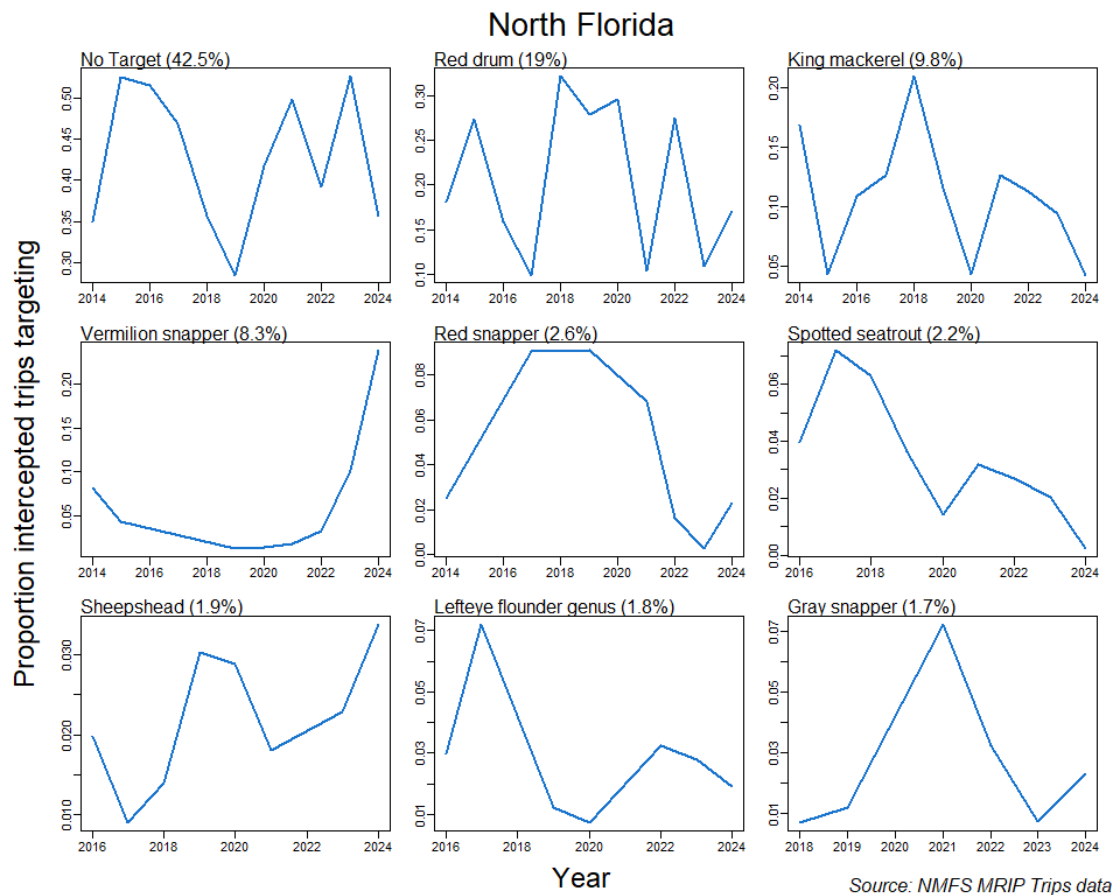 North Florida
Proportion intercepted trips targeting
No Target (42.5%)
0.50
0.45
0.40
0.35
0.30
2014 2016 2018 2020 2022 2024
Red drum (19%)
0.30
0.25
0.20
0.15
0.10
2014 2016 2018 2020 2022 2024
King mackerel (9.8%)
0.20
0.15
0.10
0.05
2014 2016 2018 2020 2022 2024
Vermilion snapper (8.3%)
0.20
0.15
0.10
0.05
2014 2016 2018 2020 2022 2024
Red snapper (2.6%)
0.08
0.06
0.04
0.02
0.00
2014 2016 2018 2020 2022 2024
Spotted seatrout (2.2%)
0.06
0.04
0.02
0.00
2016 2018 2020 2022 2024
Sheepshead (1.9%)
0.030
0.020
0.010
2016 2018 2020 2022 2024
Lefteye flounder genus (1.8%)
0.07
0.05
0.03
0.01
2016 2018 2020 2022 2024
Gray snapper (1.7%)
0.07
0.05
0.03
0.01
2018 2019 2020 2021 2022 2023 2024
Year
Source: NMFS MRIP Trips data